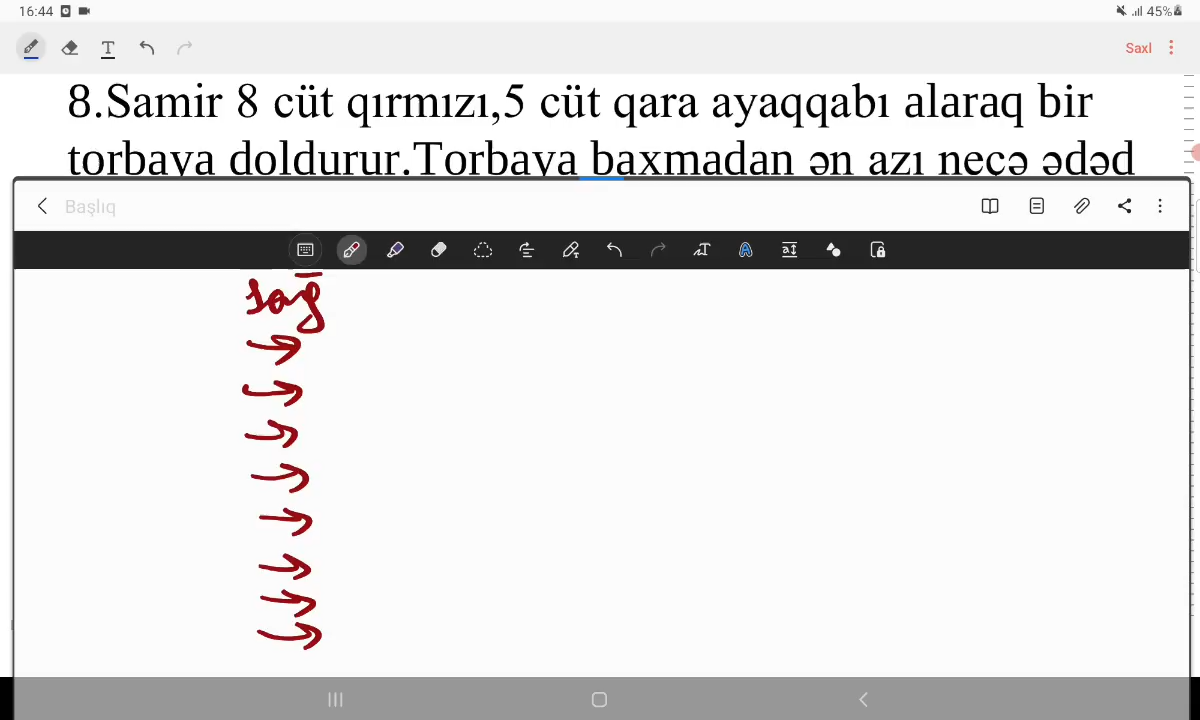 16:44 45%
T Saxl
8.Samir 8 cüt qırmızı,5 cüt qara ayaqqabı alaraq bir
torbaya doldurur.Torbaya baxmadan ən azı neçə ədəd
Başlıq
sağ